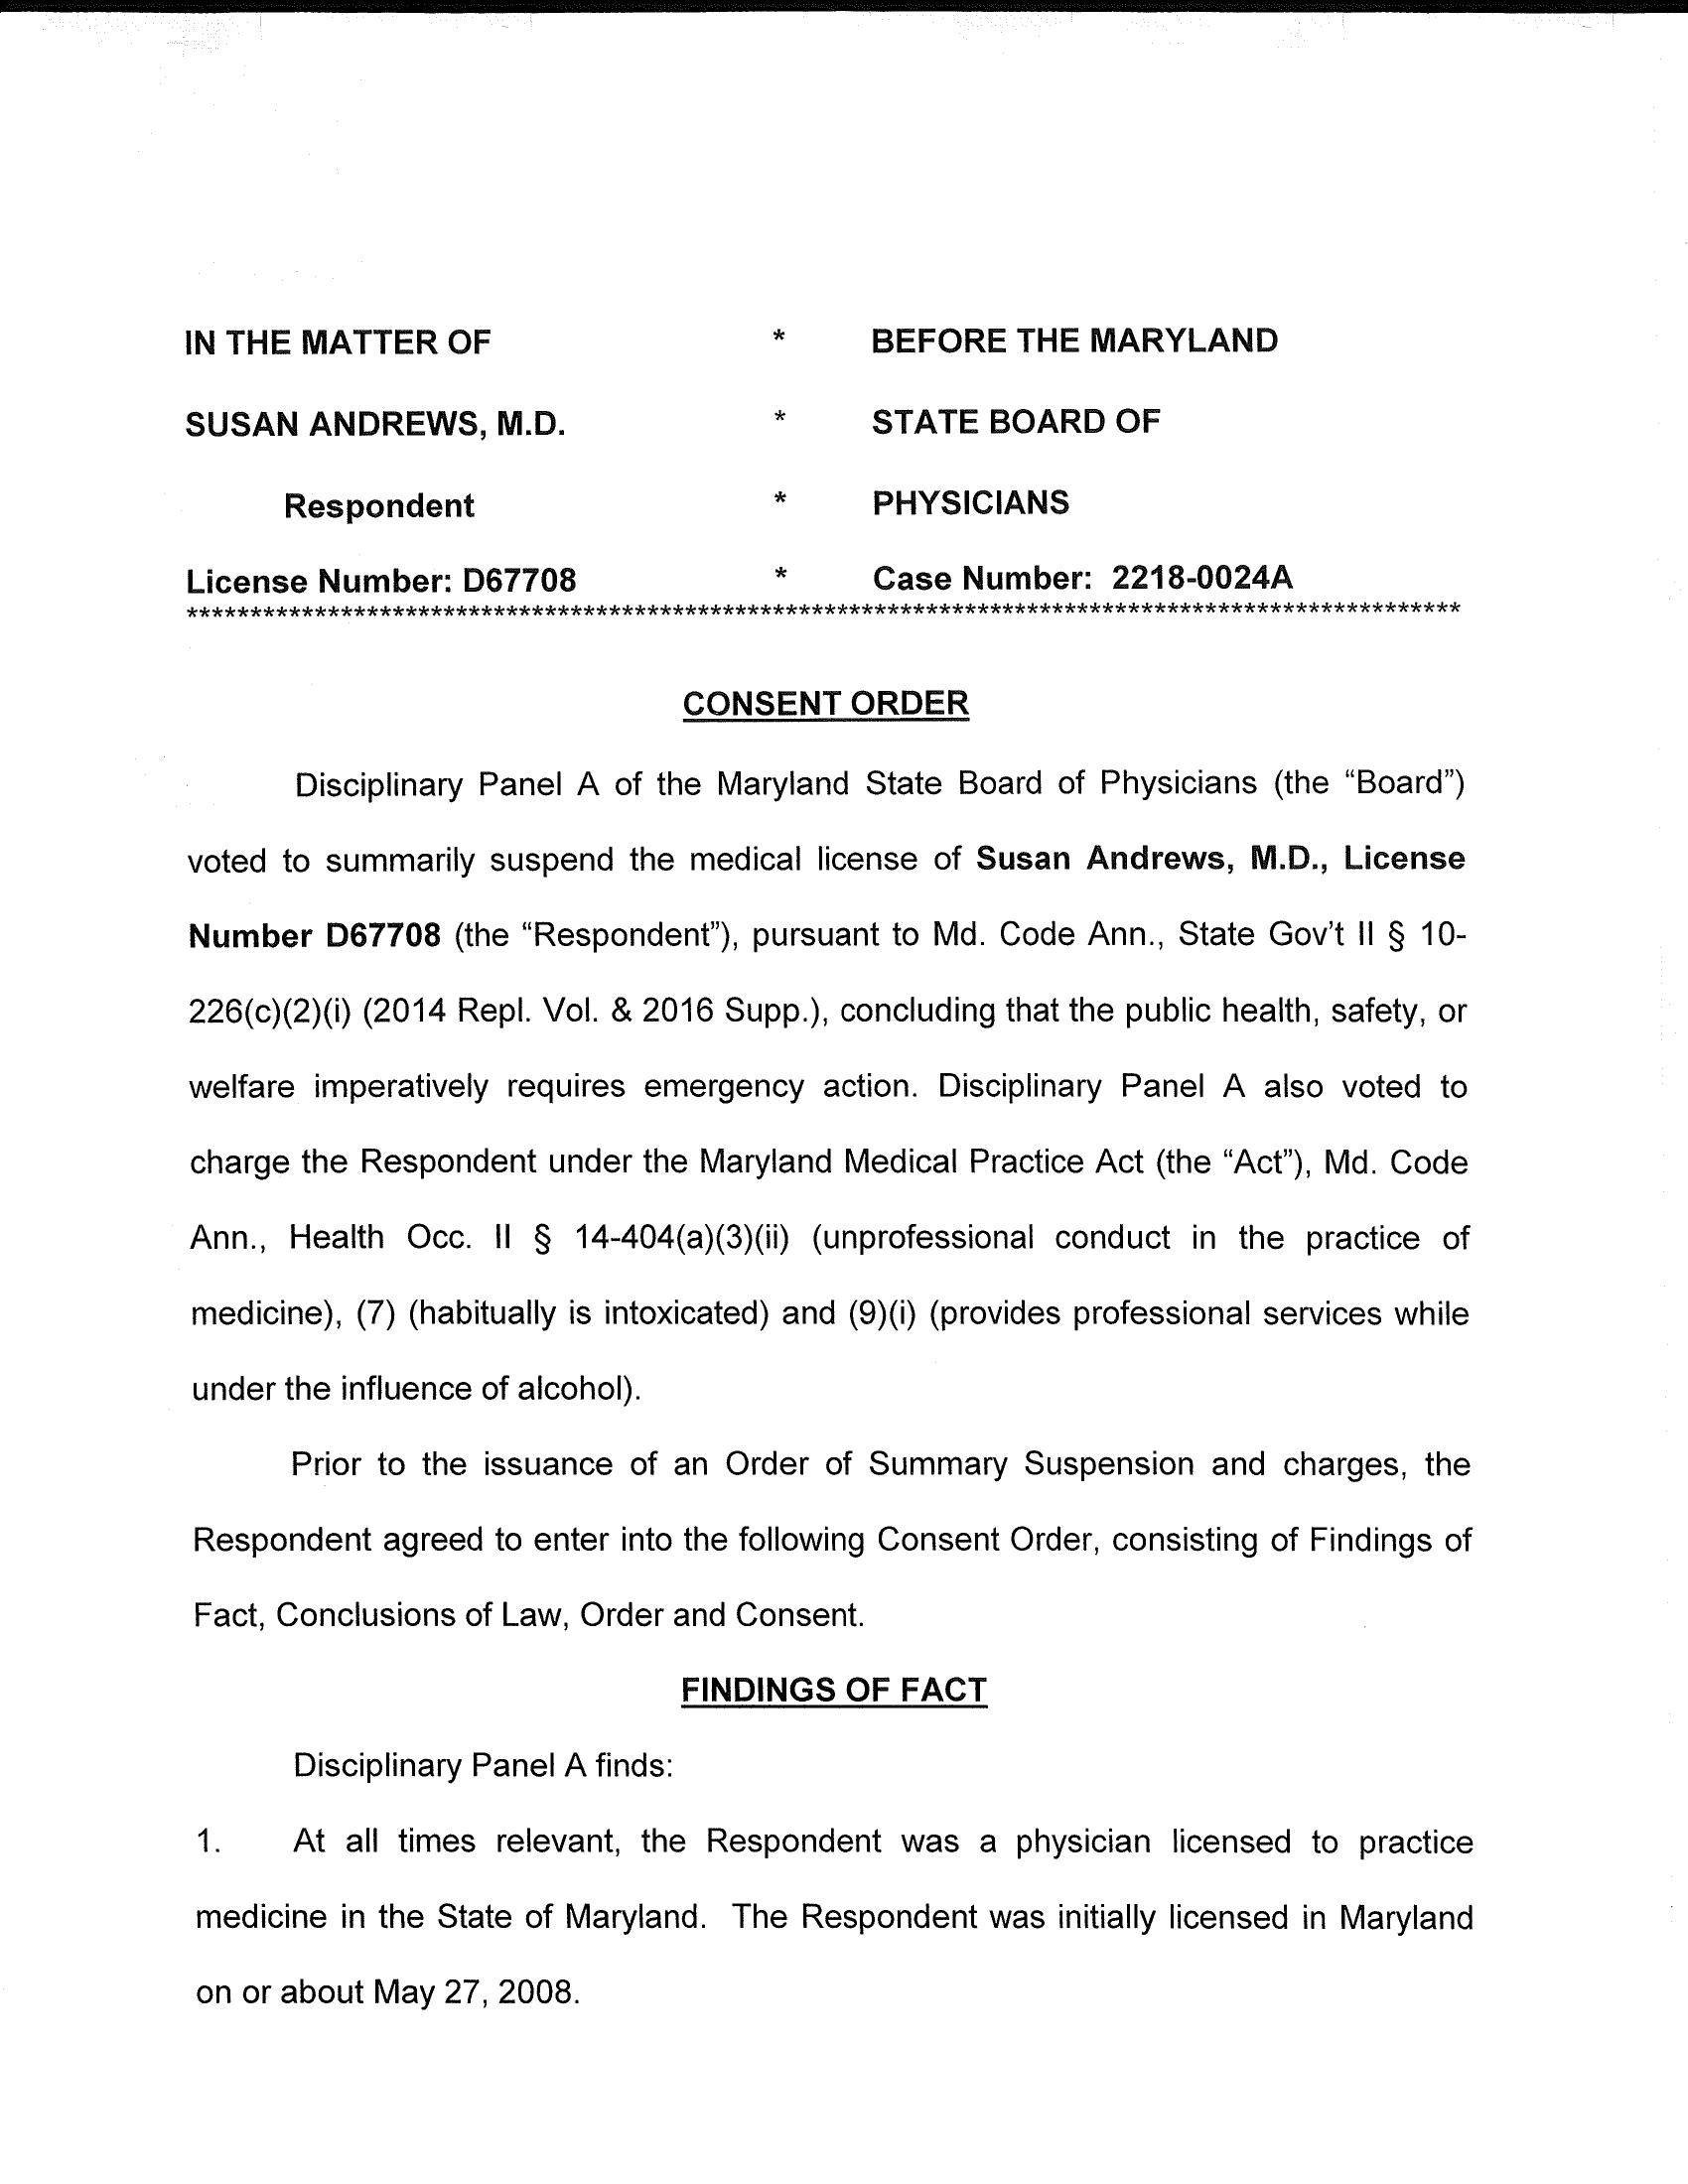 IN THE MATTER OF * BEFORE THE MARYLAND
SUSAN ANDREWS, M.D. * STATE BOARD OF
Respondent * PHYSICIANS
License Number: D67708 * Case Number: 2218-0024A
****************************************************************************************************
CONSENT ORDER
Disciplinary Panel A of the Maryland State Board of Physicians (the “Board”)
voted to summarily suspend the medical license of Susan Andrews, M.D., License
Number D67708 (the “Respondent”), pursuant to Md. Code Ann., State Gov’t II § 10-
226(c)(2)(i) (2014 Repl. Vol. & 2016 Supp.), concluding that the public health, safety, or
welfare imperatively requires emergency action. Disciplinary Panel A also voted to
charge the Respondent under the Maryland Medical Practice Act (the “Act”), Md. Code
Ann., Health Occ. II § 14-404(a)(3)(ii) (unprofessional conduct in the practice of
medicine), (7) (habitually is intoxicated) and (9)(i) (provides professional services while
under the influence of alcohol).
Prior to the issuance of an Order of Summary Suspension and charges, the
Respondent agreed to enter into the following Consent Order, consisting of Findings of
Fact, Conclusions of Law, Order and Consent.
FINDINGS OF FACT
Disciplinary Panel A finds:
1. At all times relevant, the Respondent was a physician licensed to practice
medicine in the State of Maryland. The Respondent was initially licensed in Maryland
on or about May 27, 2008.